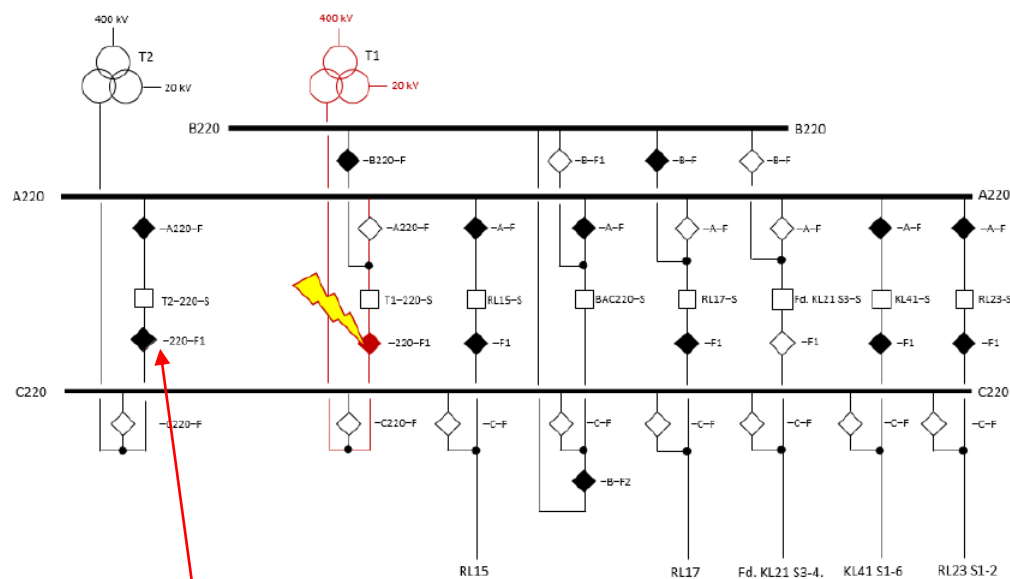 400 kV
400 kV
T2
T1
20 kV
20 kV
B220
B220
-B220-F
-B-F1
-B-F
-B-F
A220
A220
-A220-F
-A220-F
-A-F
-A-F
-A-F
-A-F
-A-F
-A-F
T2-220-S
T1-220-S
RL15-S
BAC220-S
RL17-S
Fd. KL21 S3-S
KL41-S
RL23-S
-220-F1
-220-F1
-F1
-F1
-F1
-F1
-F1
C220
C220
-C220-F
-C220-F
-C-F
-C-F
-C-F
-C-F
-C-F
-C-F
-B-F2
RL15
RL17
Fd. KL21 S3-4.
KL41 S1-6
RL23 S1-2